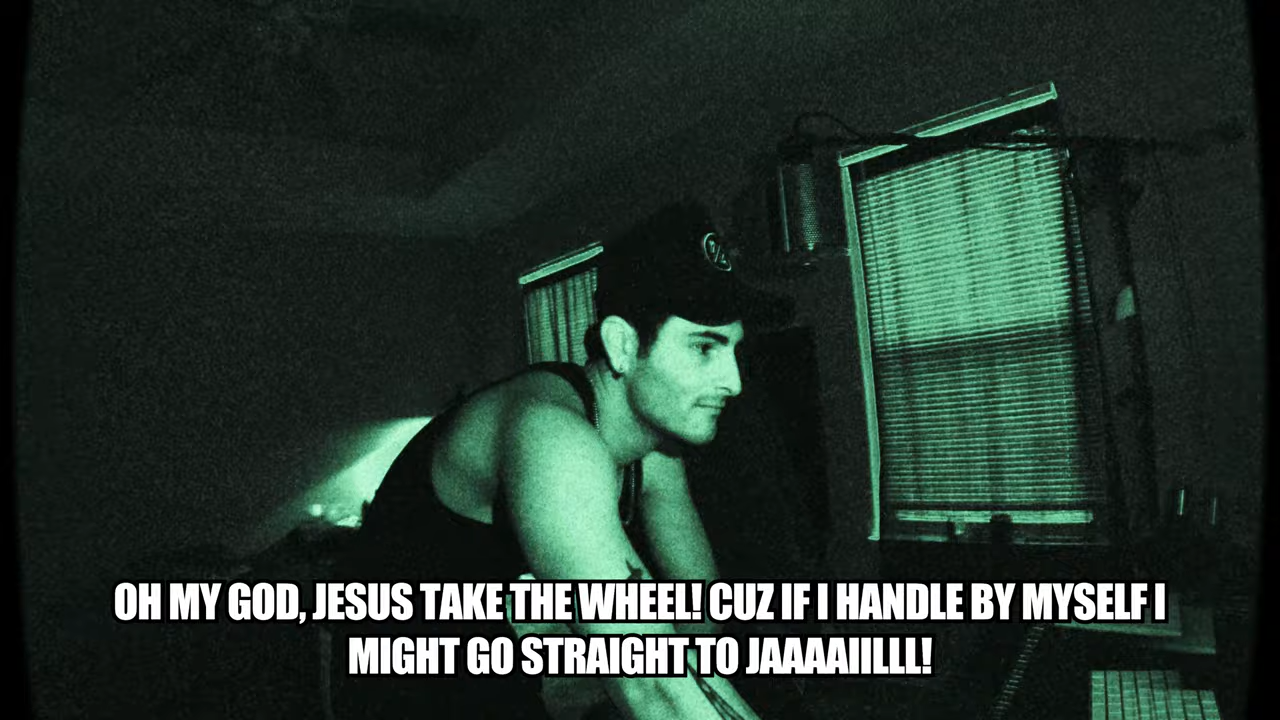 OH MY GOD, JESUS TAKE THE WHEEL! CUZ IF I HANDLE BY MYSELF I
MIGHT GO STRAIGHT TO JAAAAIILLL!